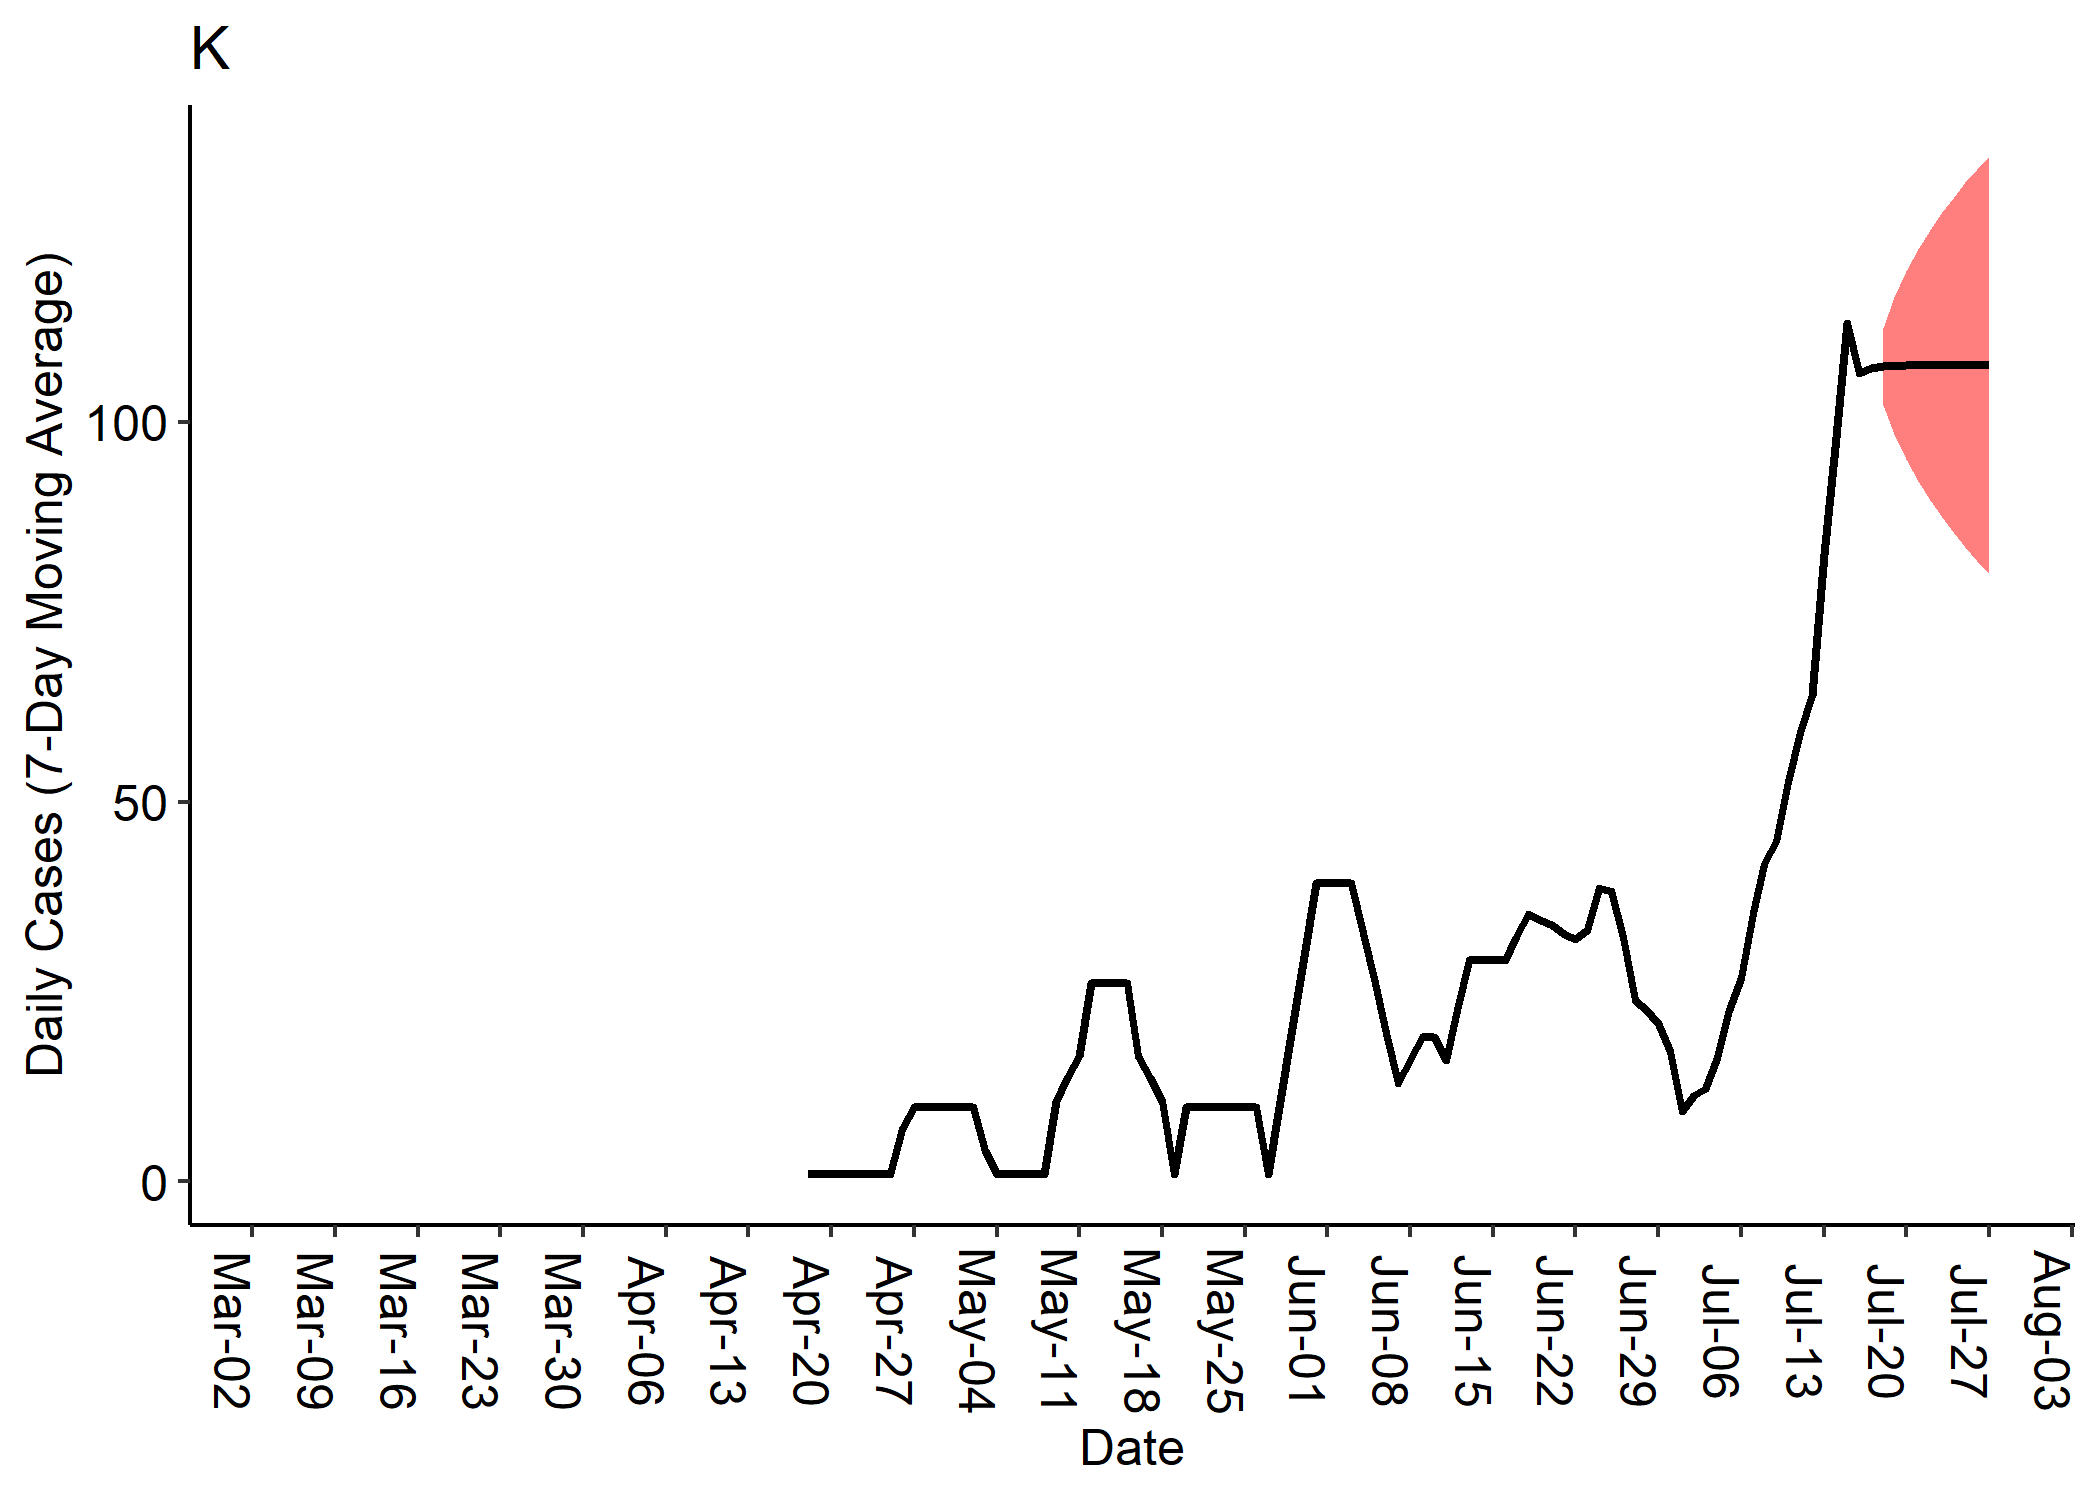 K
Daily Cases (7-Day Moving Average)
100
50
0
Mar-02
Mar-09
Mar-16
Mar-23
Mar-30
Apr-06
Apr-13
Apr-20
Apr-27
May-04
May-11
May-18
May-25
Jun-01
Jun-08
Jun-15
Jun-22
Jun-29
Jul-06
Jul-13
Jul-20
Jul-27
Aug-03
Date